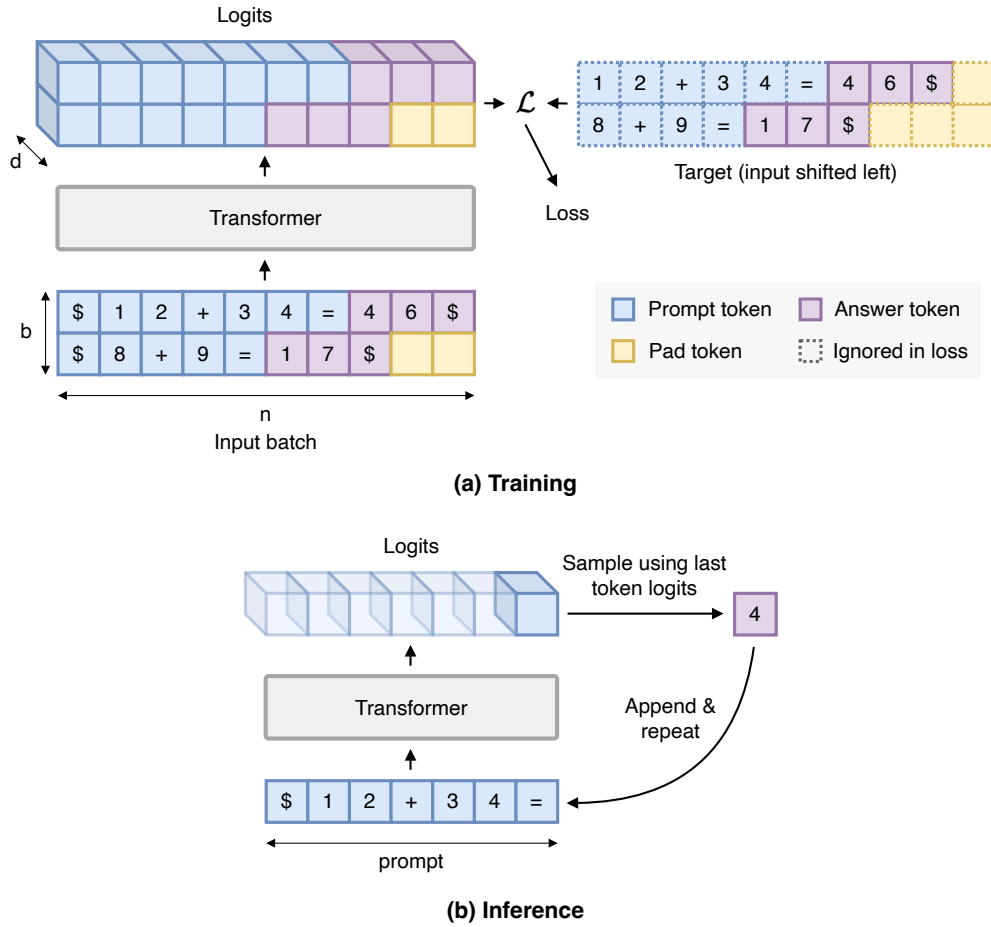 Logits
1 2 + 3 4 = 4 6 $
8 + 9 = 1 7 $
ℒ
d
Target (input shifted left)
Transformer
Loss
b
$ 1 2 + 3 4 = 4 6 $
$ 8 + 9 = 1 7 $
Prompt token
Answer token
Pad token
Ignored in loss
n
Input batch
(a) Training
Logits
Sample using last
token logits
4
Transformer
Append &
repeat
$ 1 2 + 3 4 =
prompt
(b) Inference